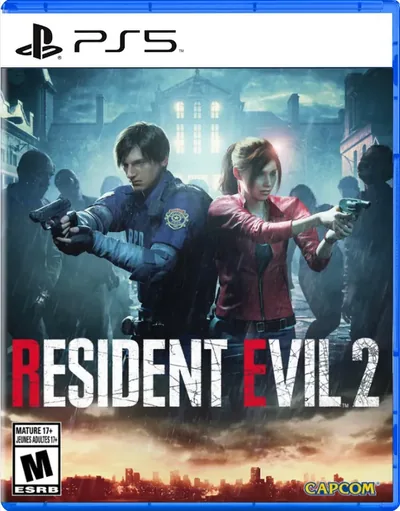 PS5
RESIDENT EVIL 2
MATURE 17+
JEUNES ADULTES 17+
M
ESRB
CAPCOM